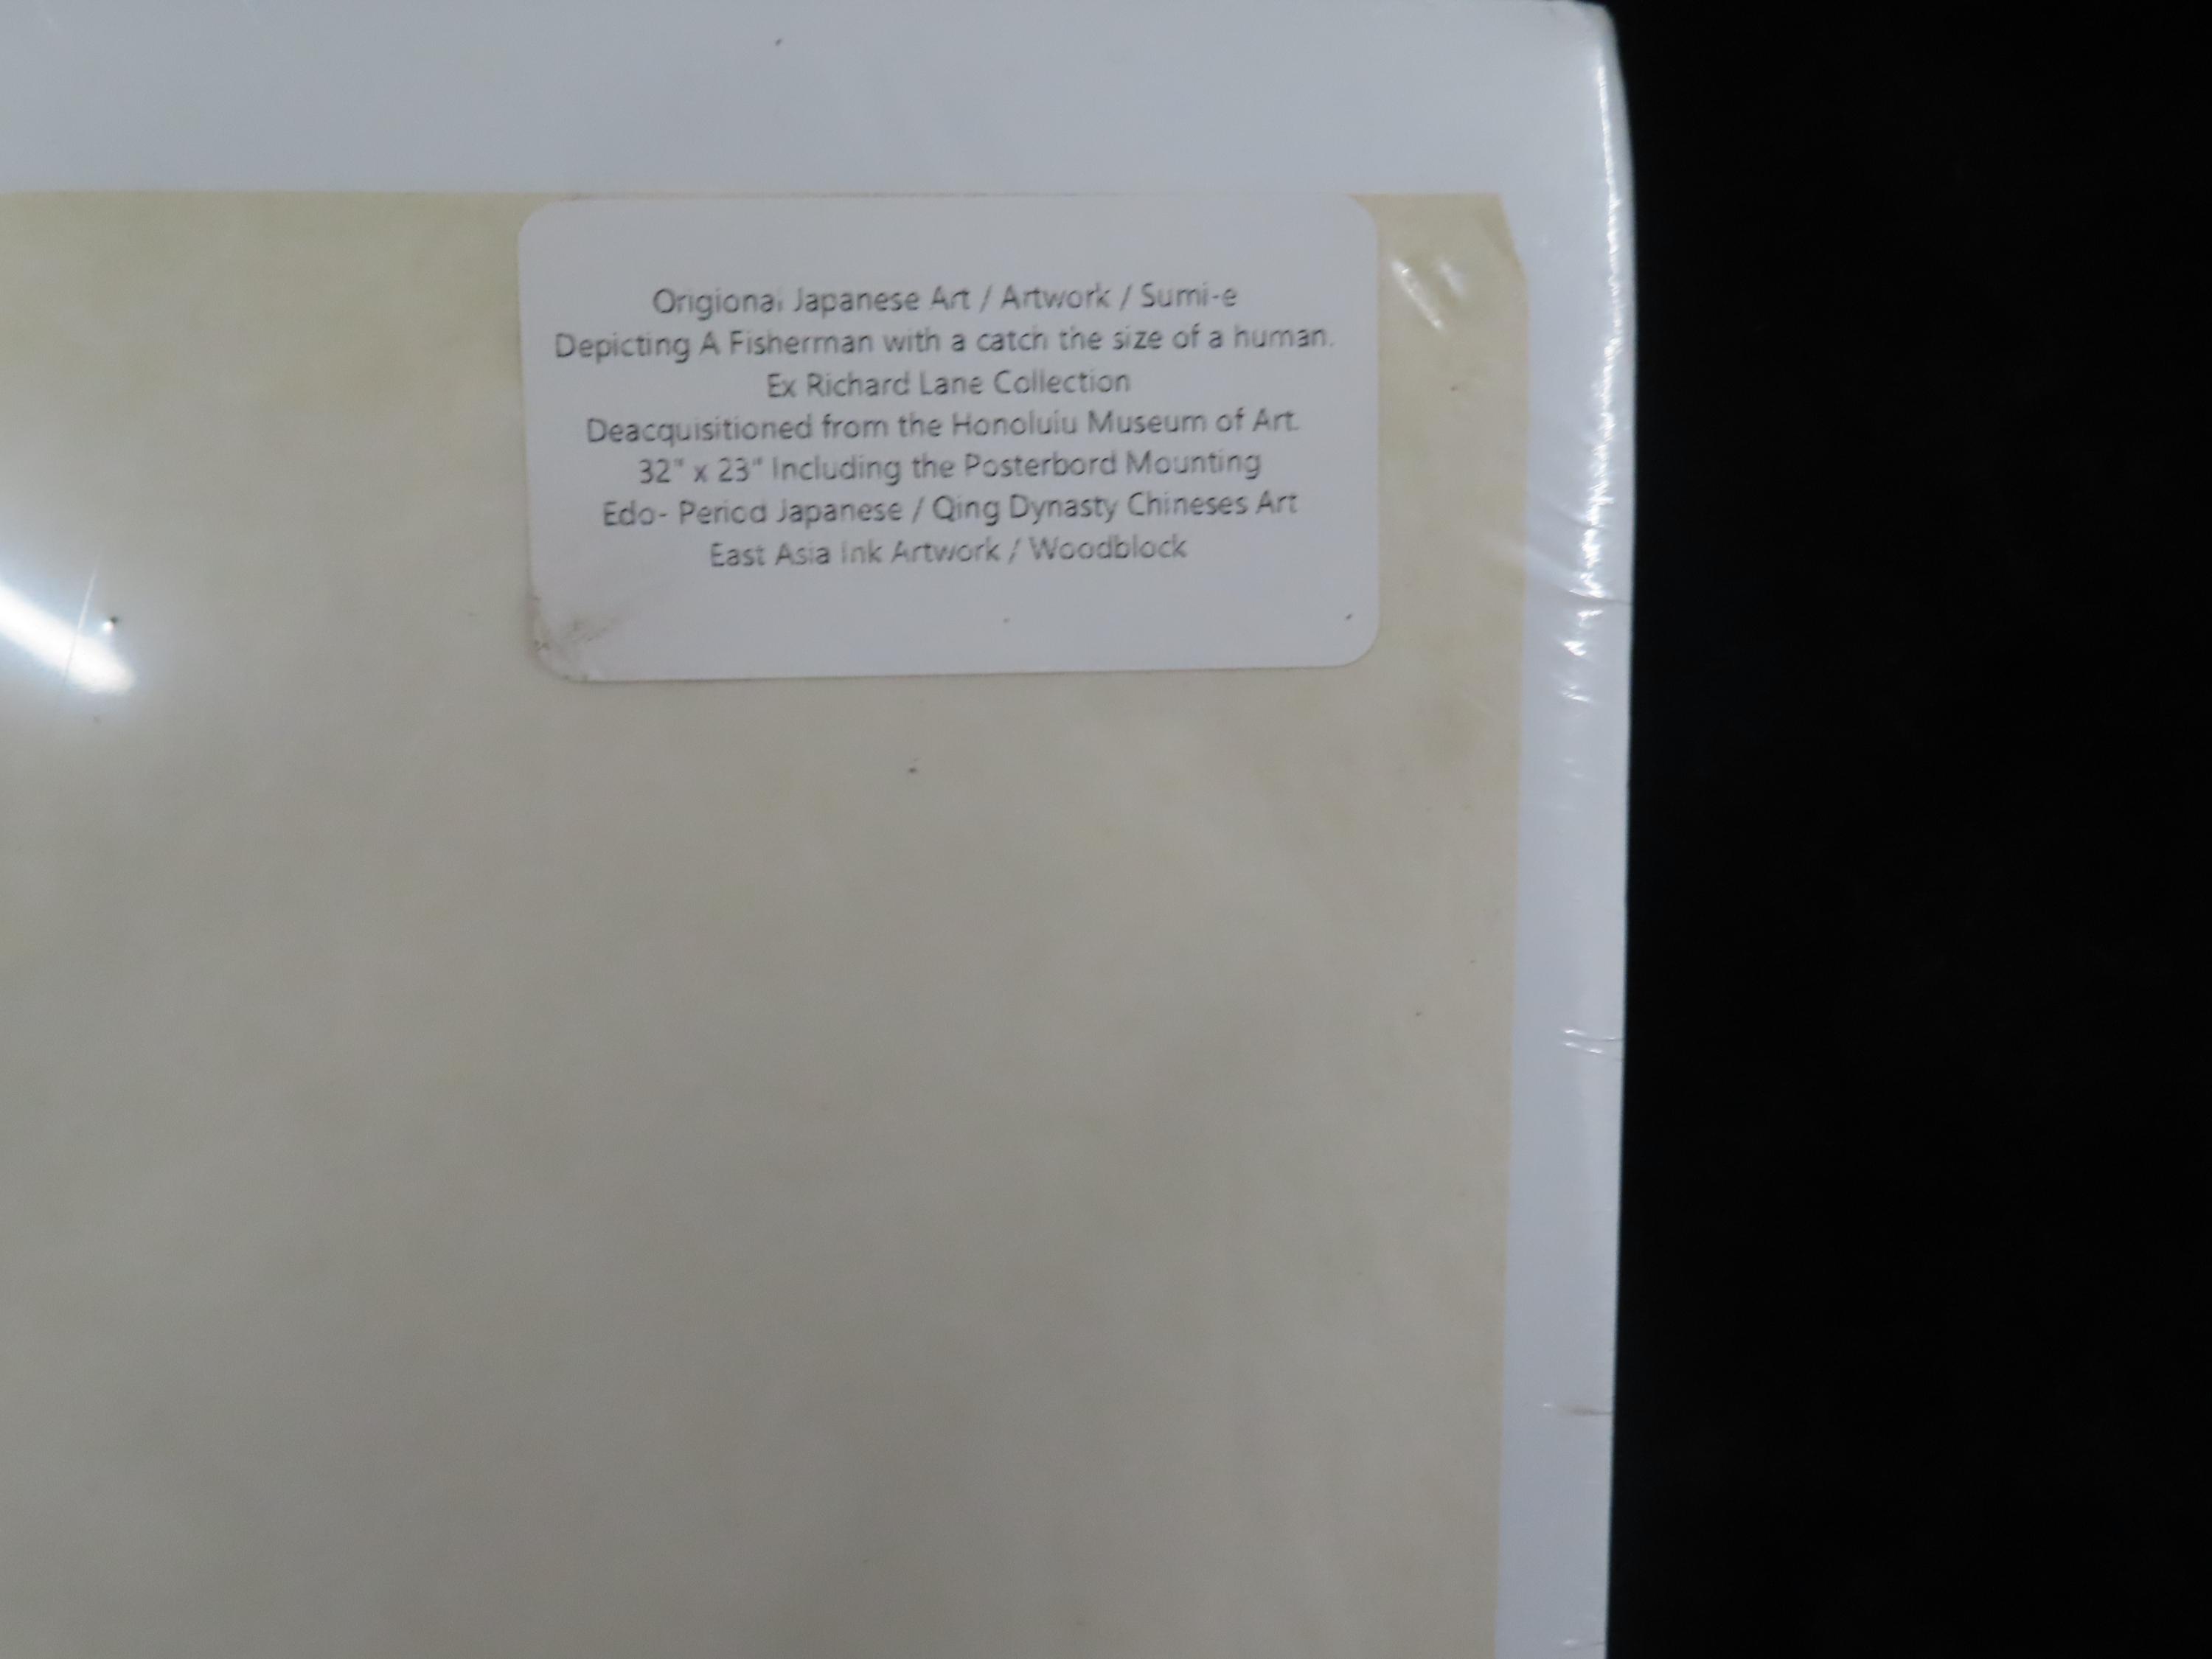 Origional Japanese Art / Artwork / Sumi-e
Depicting A Fisherman with a catch the size of a human.
Ex Richard Lane Collection
Deacquisitioned from the Honolulu Museum of Art.
32" x 23" Including the Posterbord Mounting
Edo- Period Japanese / Qing Dynasty Chineses Art
East Asia Ink Artwork / Woodblock